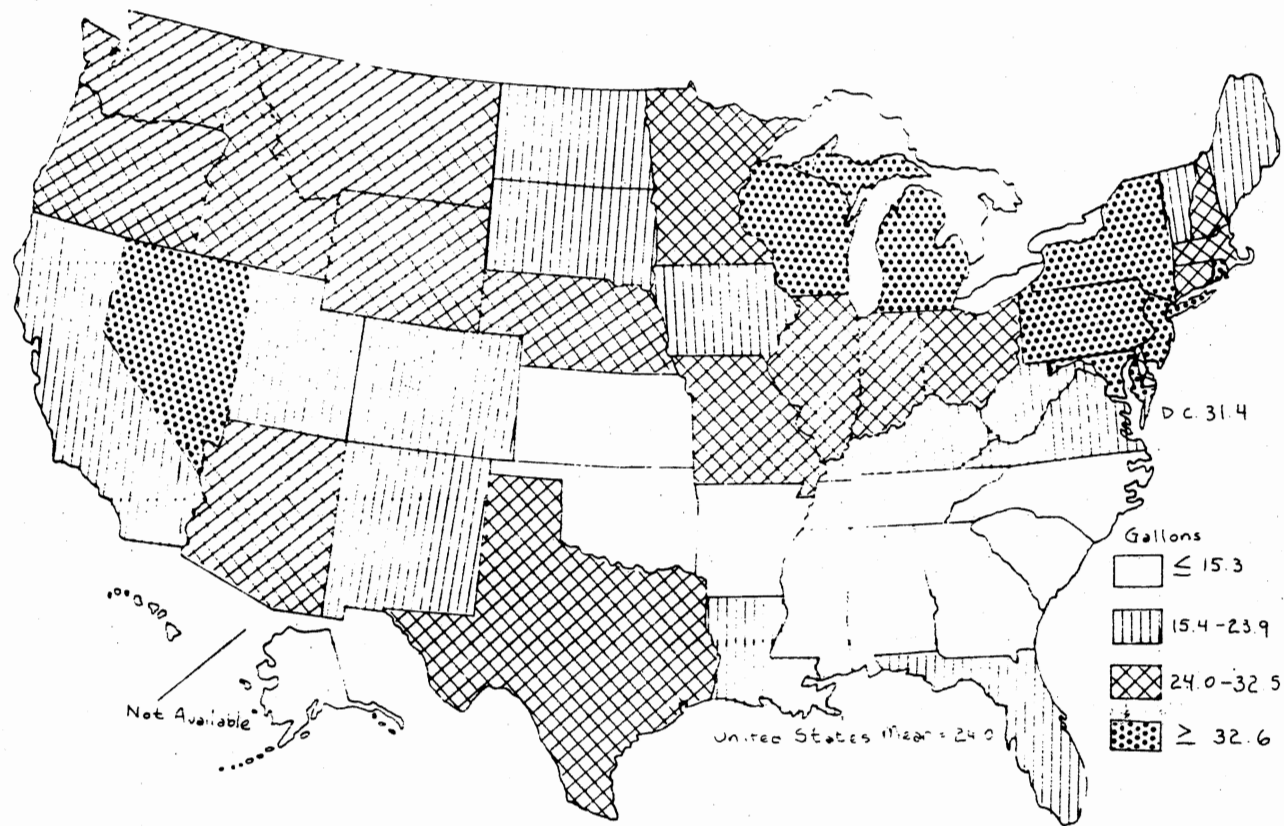 D C. 31.4
Gallons
≤ 15.3
15.4-23.9
24.0-32.5
≥ 32.6
Not Available
United States Mean = 24.0